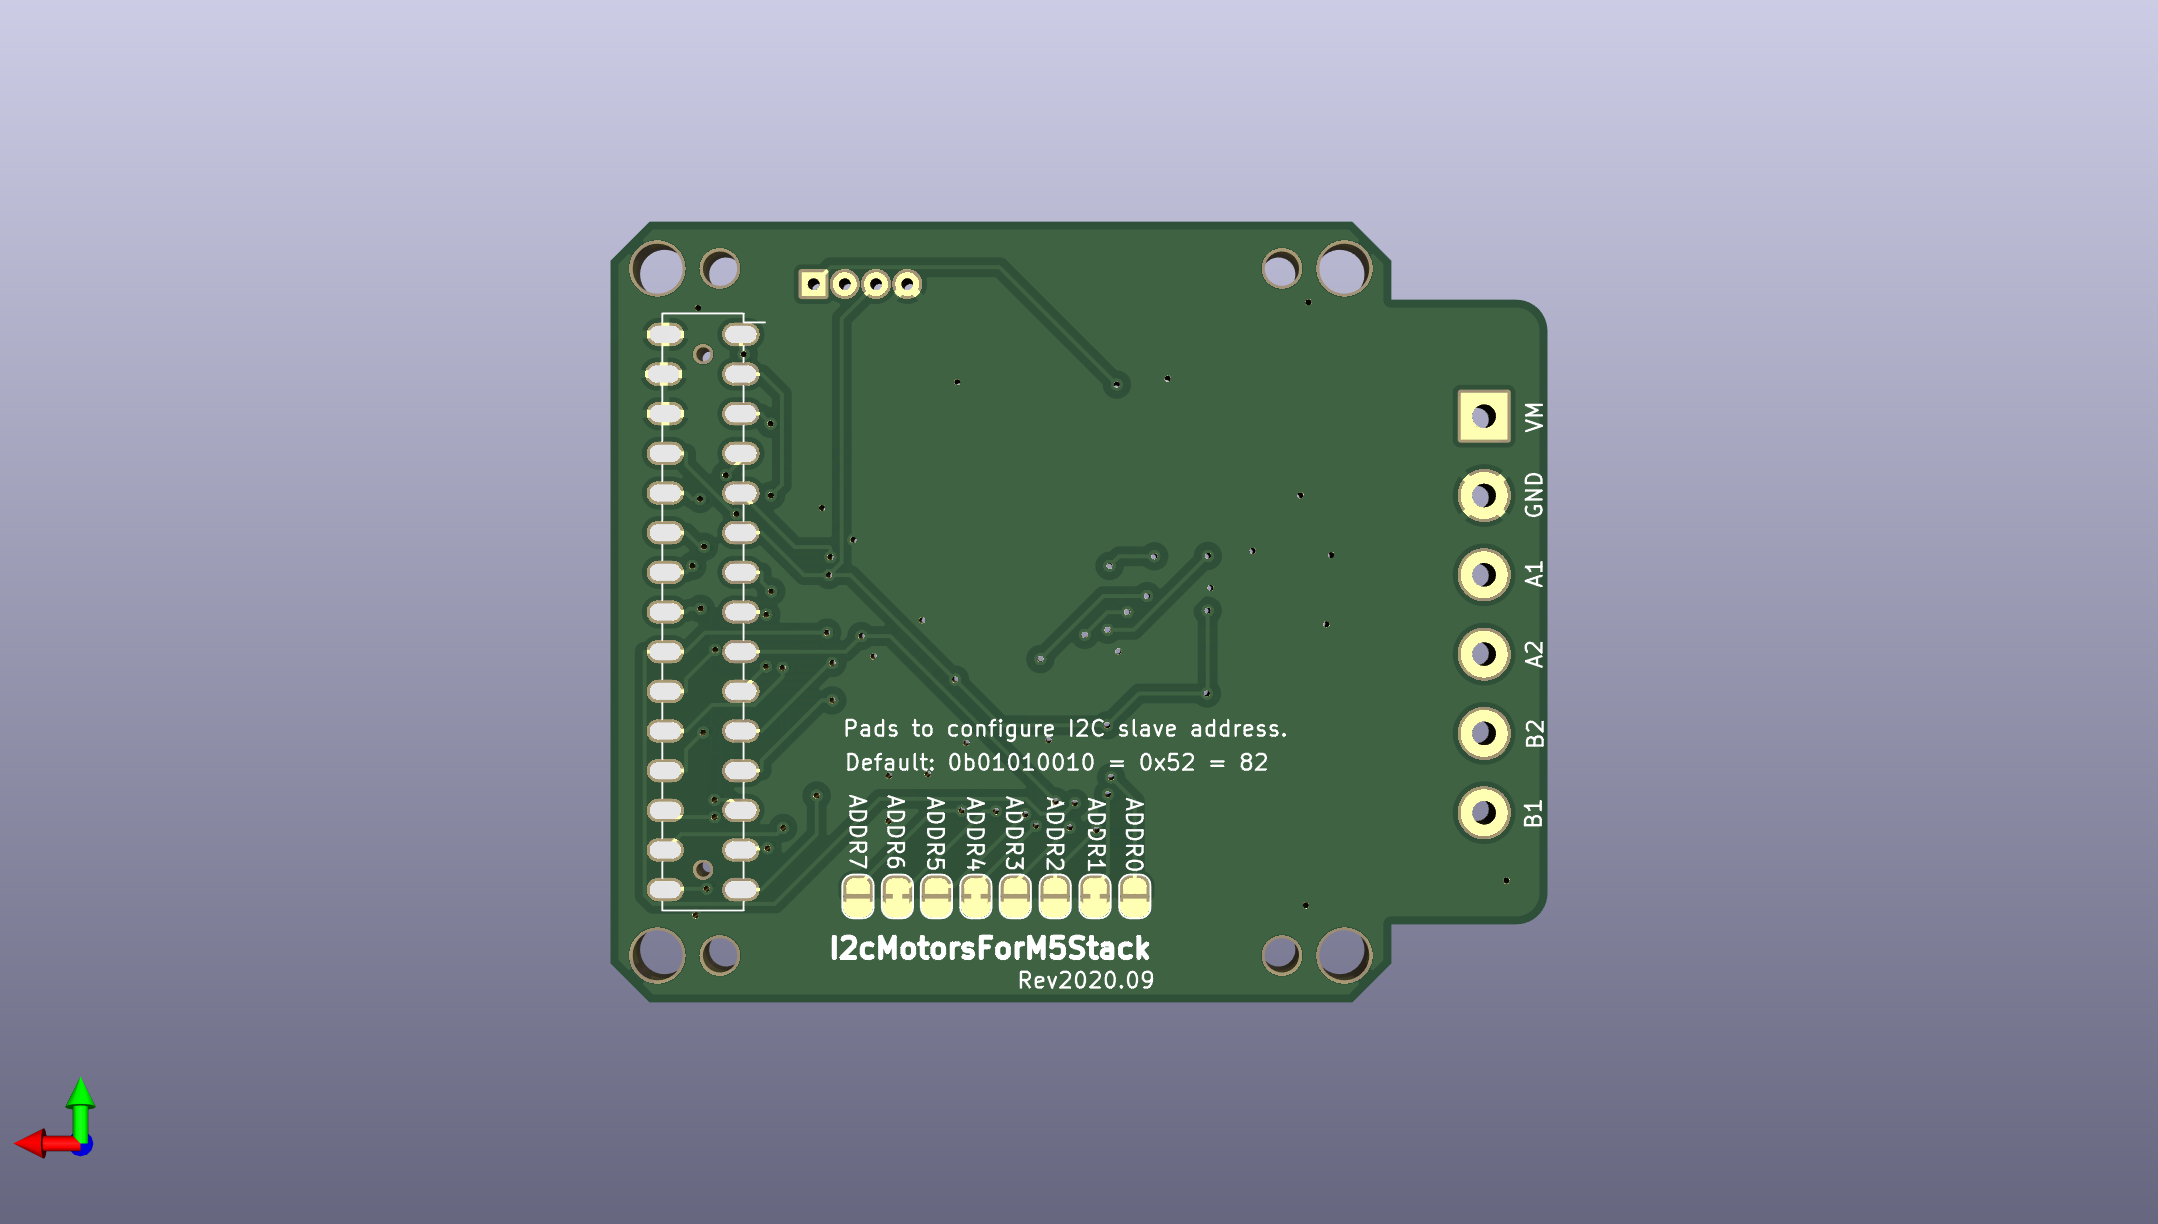 VM
GND
A1
A2
B2
B1
Pads to configure I2C slave address.
Default: 0b01010010 = 0x52 = 82
ADDR7
ADDR6
ADDR5
ADDR4
ADDR3
ADDR2
ADDR1
ADDR0
I2cMotorsForM5Stack
Rev2020.09